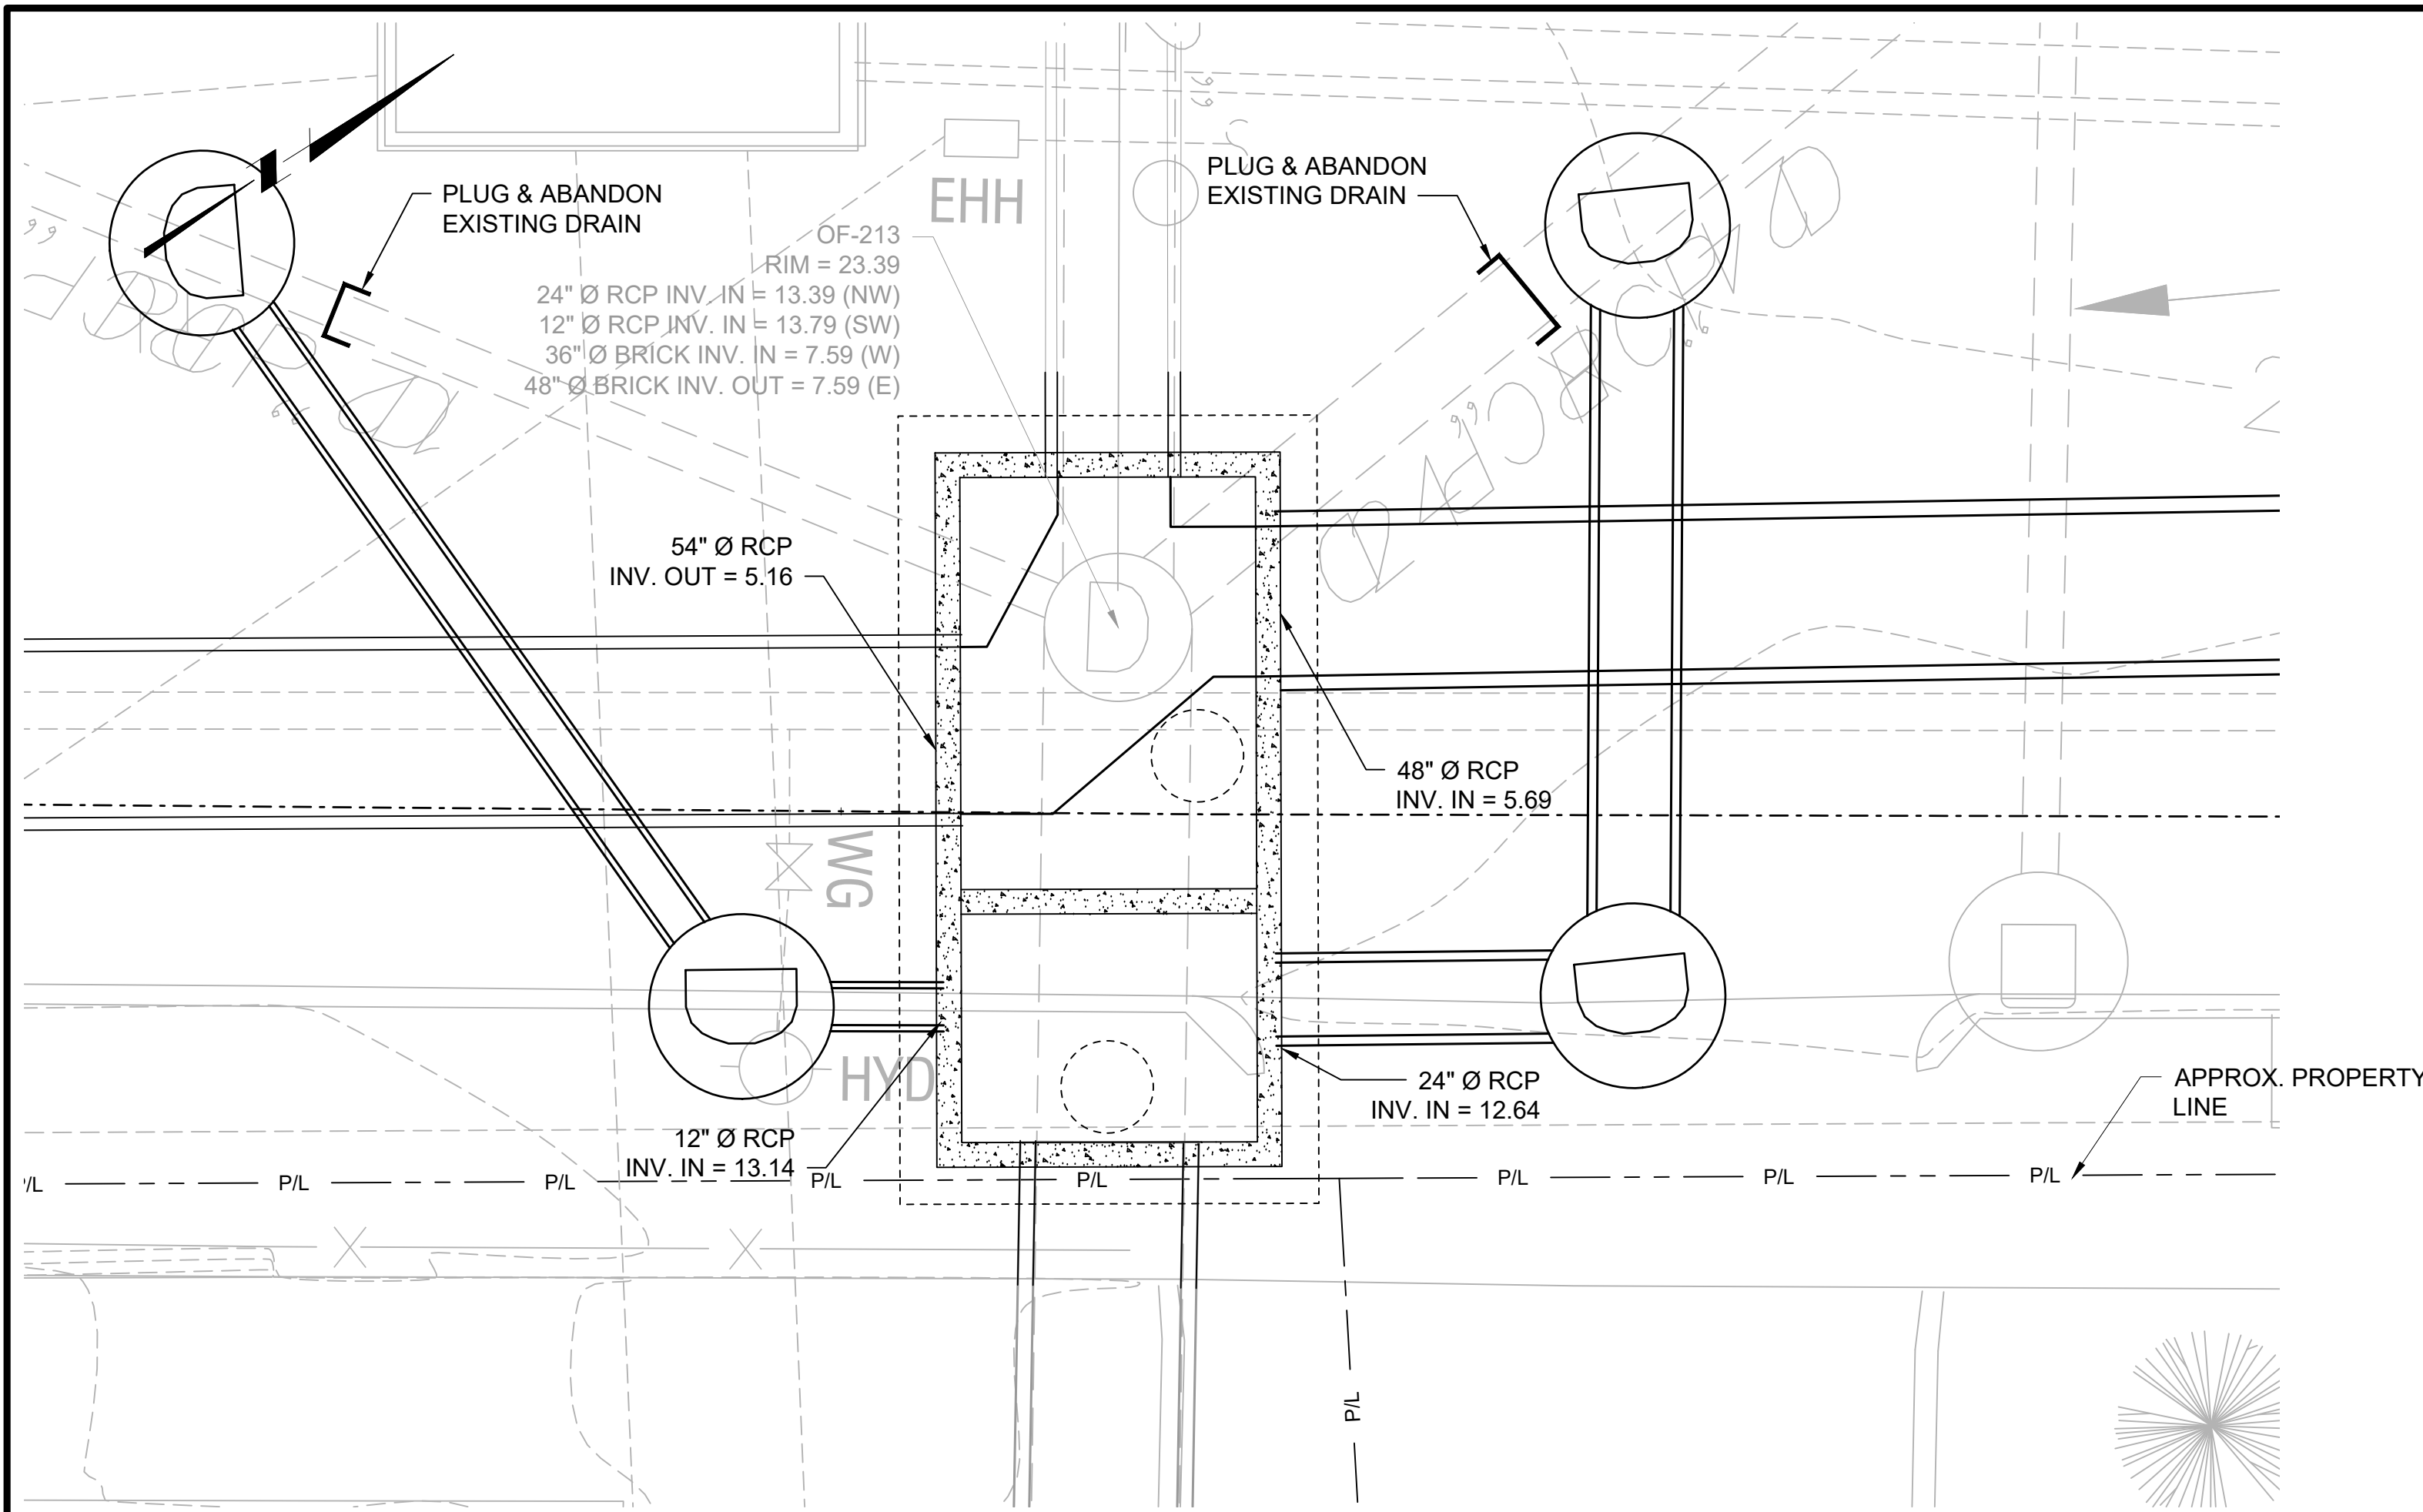 PLUG & ABANDON
EXISTING DRAIN
PLUG & ABANDON
EXISTING DRAIN
EHH
OF-213
RIM = 23.39
24" Ø RCP INV. IN = 13.39 (NW)
12" Ø RCP INV. IN = 13.79 (SW)
36" Ø BRICK INV. IN = 7.59 (W)
48" Ø BRICK INV. OUT = 7.59 (E)
54" Ø RCP
INV. OUT = 5.16
48" Ø RCP
INV. IN = 5.69
WG
HYD
24" Ø RCP
INV. IN = 12.64
12" Ø RCP
INV. IN = 13.14
APPROX. PROPERTY
LINE
P/L
P/L
P/L
P/L
P/L
P/L
P/L
P/L
P/L